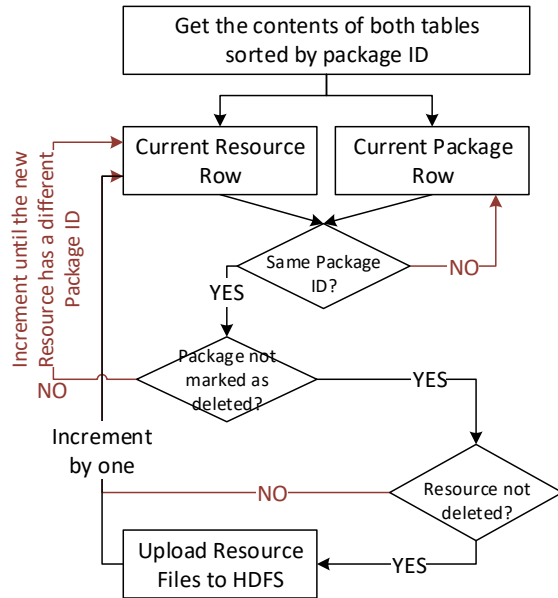 Get the contents of both tables
sorted by package ID
Current Resource
Row
Current Package
Row
Increment until the new
Resource has a different
Package ID
Same Package
ID?
NO
YES
Package not
marked as
deleted?
NO
YES
Increment
by one
NO
Resource not
deleted?
YES
Upload Resource
Files to HDFS